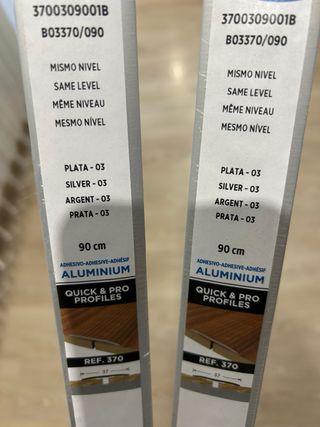 3700309001B
B03370/090
MISMO NIVEL
SAME LEVEL
MÊME NIVEAU
MESMO NÍVEL
PLATA - 03
SILVER - 03
ARGENT - 03
PRATA - 03
90 cm
ADHESIVO-ADHESIVE-ADHÉSIF
ALUMINIUM
QUICK & PRO
PROFILES
REF. 370
37
3700309001B
B03370/090
MISMO NIVEL
SAME LEVEL
MÊME NIVEAU
MESMO NÍVEL
PLATA - 03
SILVER - 03
ARGENT - 03
PRATA - 03
90 cm
ADHESIVO-ADHESIVE-ADHÉSIF
ALUMINIUM
QUICK & PRO
PROFILES
REF. 370
37